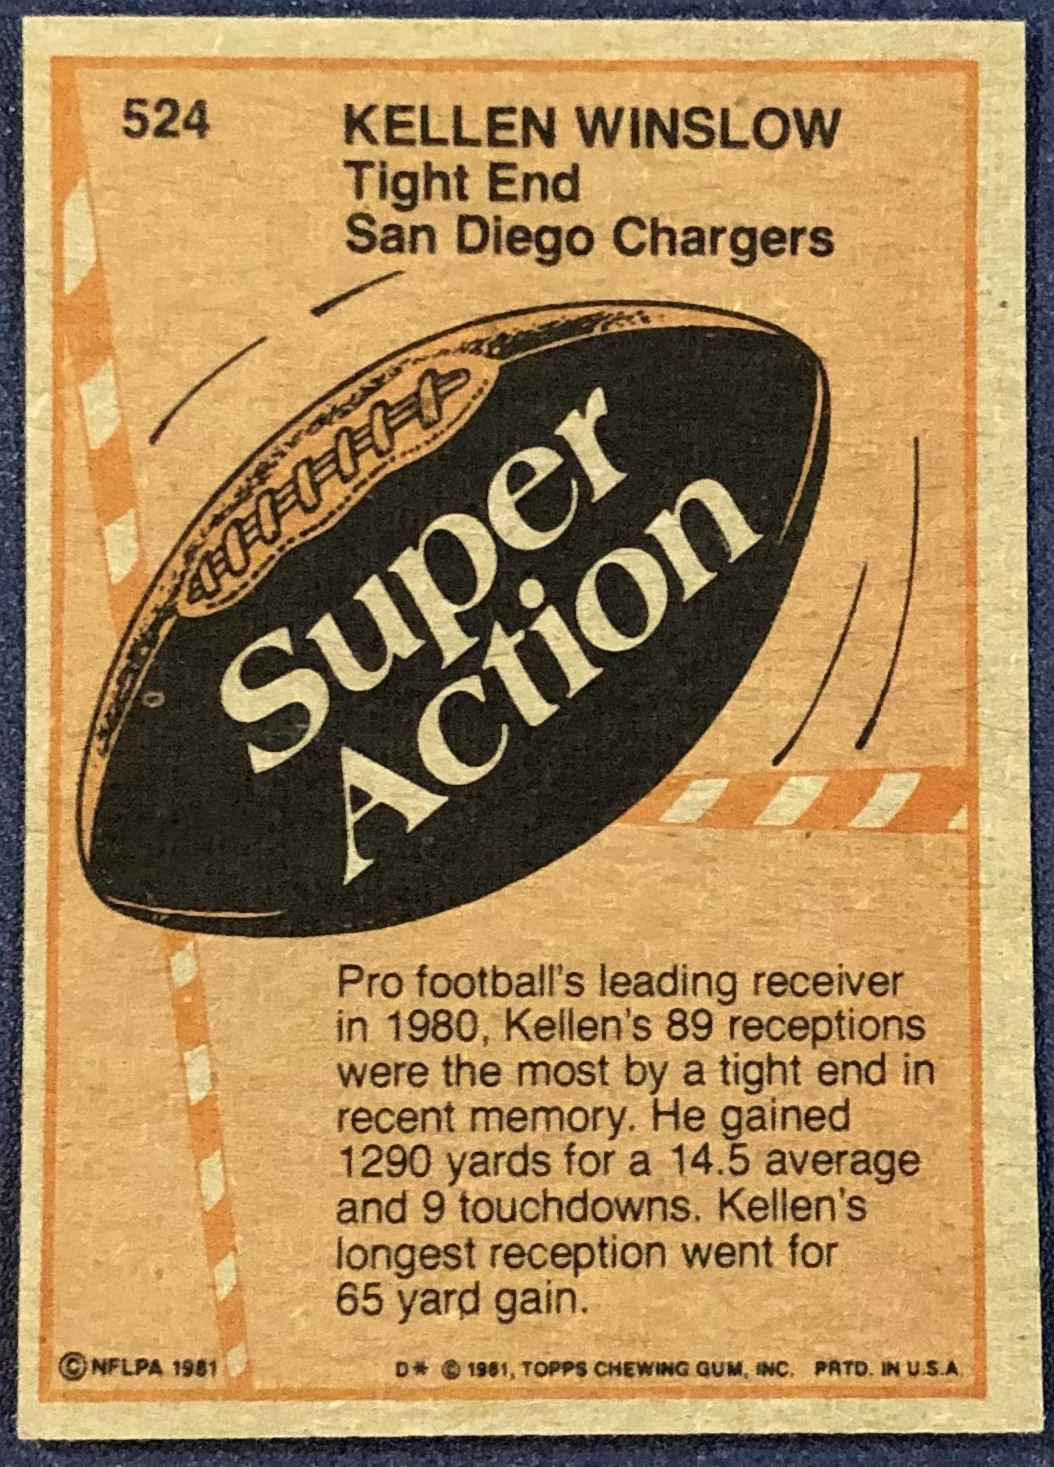 524
KELLEN WINSLOW
Tight End
San Diego Chargers
Super
Action
Pro football's leading receiver
in 1980, Kellen's 89 receptions
were the most by a tight end in
recent memory. He gained
1290 yards for a 14.5 average
and 9 touchdowns. Kellen's
longest reception went for
65 yard gain.
© NFLPA 1981
D* © 1981, TOPPS CHEWING GUM, INC. PRTD. IN U.S.A.